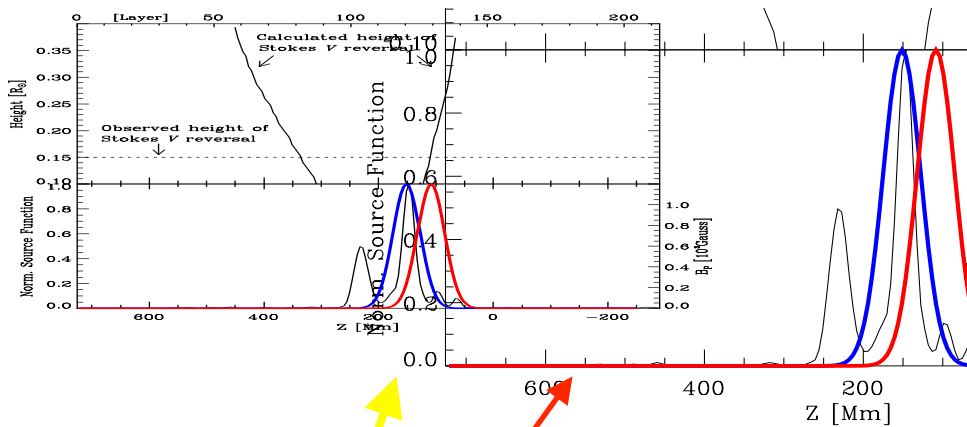 0 [Layer] 50 100 150 200
Calculated height of
Stokes V reversal
Height [R⊙]
0.35
0.30
0.25
0.20
0.15
0.10
Observed height of
Stokes V reversal
Norm. Source Function
1.0
0.8
0.6
0.4
0.2
0.0
600 400 200 0 −200
Z [Mm]
1.0
0.8
0.6
0.4
0.2
0.0
Norm. Source Function
0.10
1.0
0.8
0.6
0.4
0.2
0.0
600 400 200
Z [Mm]